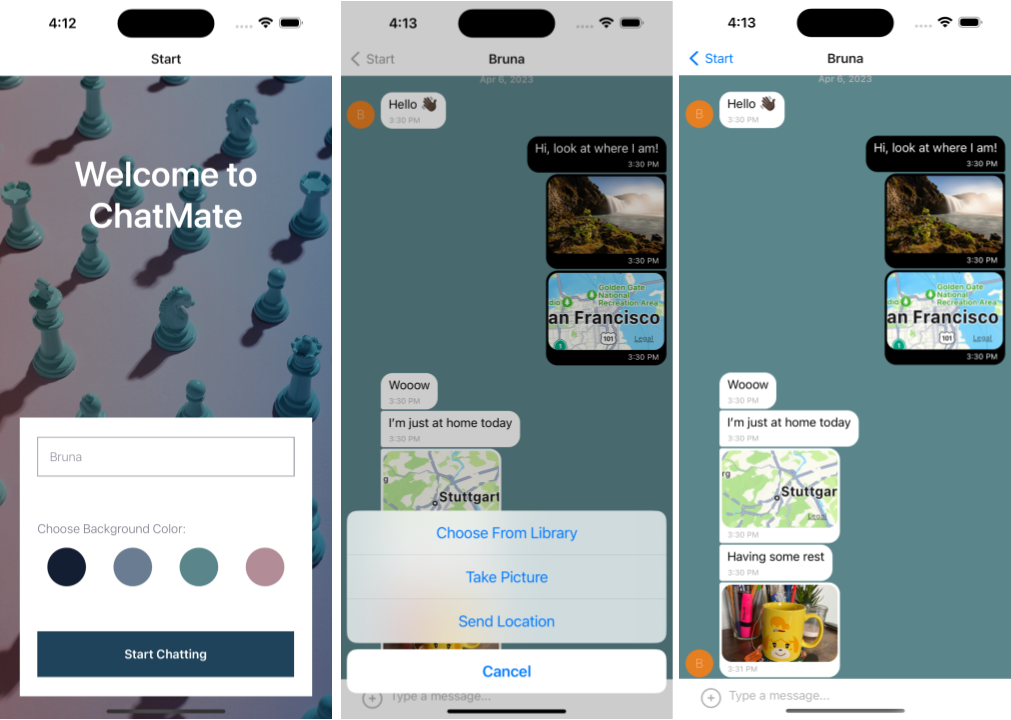 4:12
Start
Welcome to
ChatMate
Bruna
Choose Background Color:
Start Chatting
4:13
Start
Bruna
Apr 6, 2023
B
Hello 👋🏿
3:30 PM
Hi, look at where I am!
3:30 PM
3:30 PM
Golden Gate
National
Recreation Area
an Francisco
101
Legal
3:30 PM
Wooow
3:30 PM
I'm just at home today
3:30 PM
g
Stuttgart
Choose From Library
Take Picture
Send Location
Cancel
Type a message...
4:13
Start
Bruna
Apr 6, 2023
B
Hello 👋🏿
3:30 PM
Hi, look at where I am!
3:30 PM
3:30 PM
Golden Gate
National
Recreation Area
an Francisco
101
Legal
3:30 PM
Wooow
3:30 PM
I'm just at home today
3:30 PM
rg
Stuttgar
Legal
3:30 PM
Having some rest
3:30 PM
B
3:31 PM
Type a message...